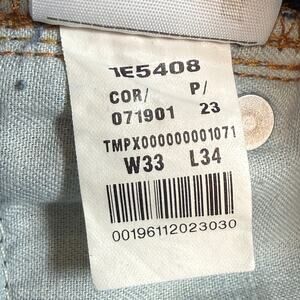 1E5408
COR/ P/
071901 23
TMPX000000001071
W33 L34
00196112023030